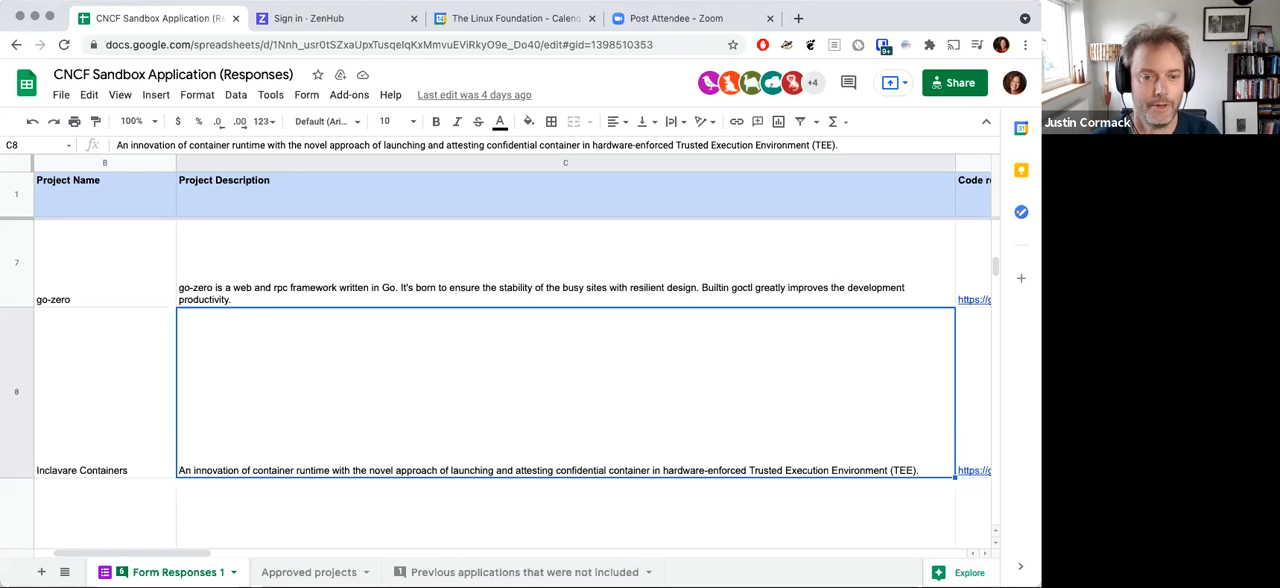 CNCF Sandbox Application (Re
Sign in · ZenHub
The Linux Foundation - Calend
Post Attendee - Zoom
docs.google.com/spreadsheets/d/1Nnh_usr0tSZxaUpxTusqeIqKxMmvuEViRkyO9e_Do40/edit#gid=1398510353
9+
CNCF Sandbox Application (Responses)
File Edit View Insert Format Data Tools Form Add-ons Help Last edit was 4 days ago
+4
Share
100% $ % .0 .00 123 Default (Ari... 10 B I S A
C8 fx An innovation of container runtime with the novel approach of launching and attesting confidential container in hardware-enforced Trusted Execution Environment (TEE).
B C
1 Project Name Project Description Code r
7
go-zero is a web and rpc framework written in Go. It's born to ensure the stability of the busy sites with resilient design. Builtin goctl greatly improves the development
go-zero productivity. https://g
8
Inclavare Containers An innovation of container runtime with the novel approach of launching and attesting confidential container in hardware-enforced Trusted Execution Environment (TEE). https://g
6 Form Responses 1 Approved projects 1 Previous applications that were not included
Explore
Justin Cormack